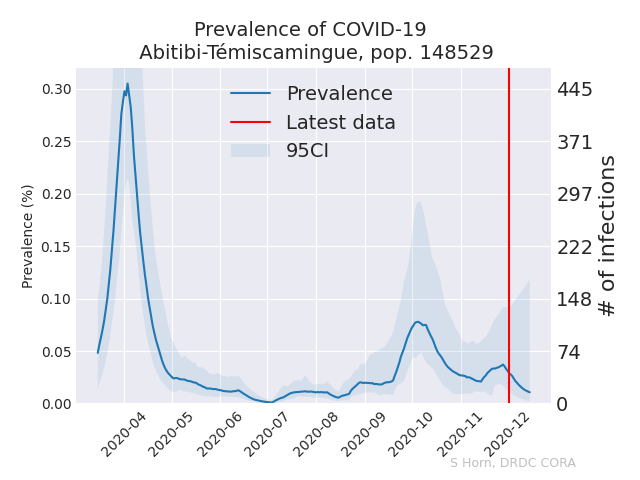 Prevalence of COVID-19
Abitibi-Témiscamingue, pop. 148529
Prevalence
Latest data
95CI
Prevalence (%)
0.30
0.25
0.20
0.15
0.10
0.05
0.00
445
371
297
222
148
74
0
# of infections
2020-04
2020-05
2020-06
2020-07
2020-08
2020-09
2020-10
2020-11
2020-12
S Horn, DRDC CORA